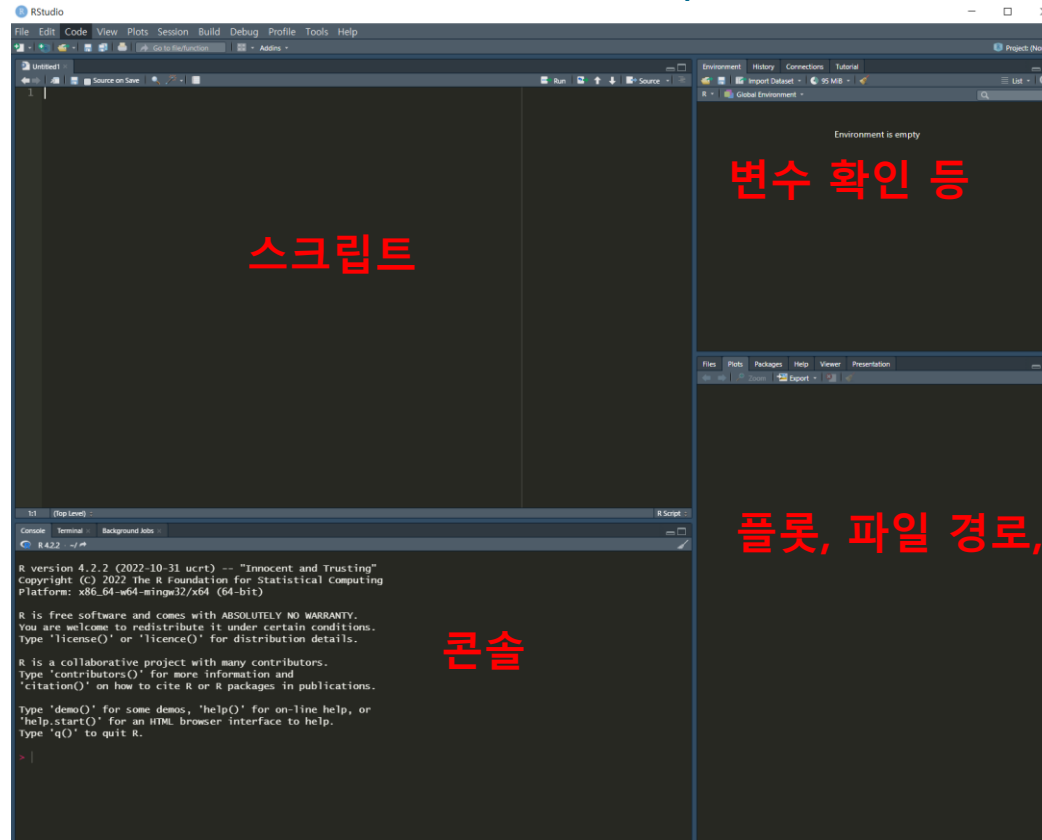 RStudio
File Edit Code View Plots Session Build Debug Profile Tools Help
Go to file/function Addins Project: (No
Untitled1
Source on Save Run Source
1
스크립트
1:1 (Top Level) R Script
Console Terminal Background Jobs
R 4.2.2 · ~/
R version 4.2.2 (2022-10-31 ucrt) -- "Innocent and Trusting"
Copyright (C) 2022 The R Foundation for Statistical Computing
Platform: x86_64-w64-mingw32/x64 (64-bit)
R is free software and comes with ABSOLUTELY NO WARRANTY.
You are welcome to redistribute it under certain conditions.
Type 'license()' or 'licence()' for distribution details.
R is a collaborative project with many contributors.
Type 'contributors()' for more information and
'citation()' on how to cite R or R packages in publications.
Type 'demo()' for some demos, 'help()' for on-line help, or
'help.start()' for an HTML browser interface to help.
Type 'q()' to quit R.
>
콘솔
Environment History Connections Tutorial
Import Dataset 95 MiB List
R Global Environment
Environment is empty
변수 확인 등
Files Plots Packages Help Viewer Presentation
Zoom Export
플롯, 파일 경로,